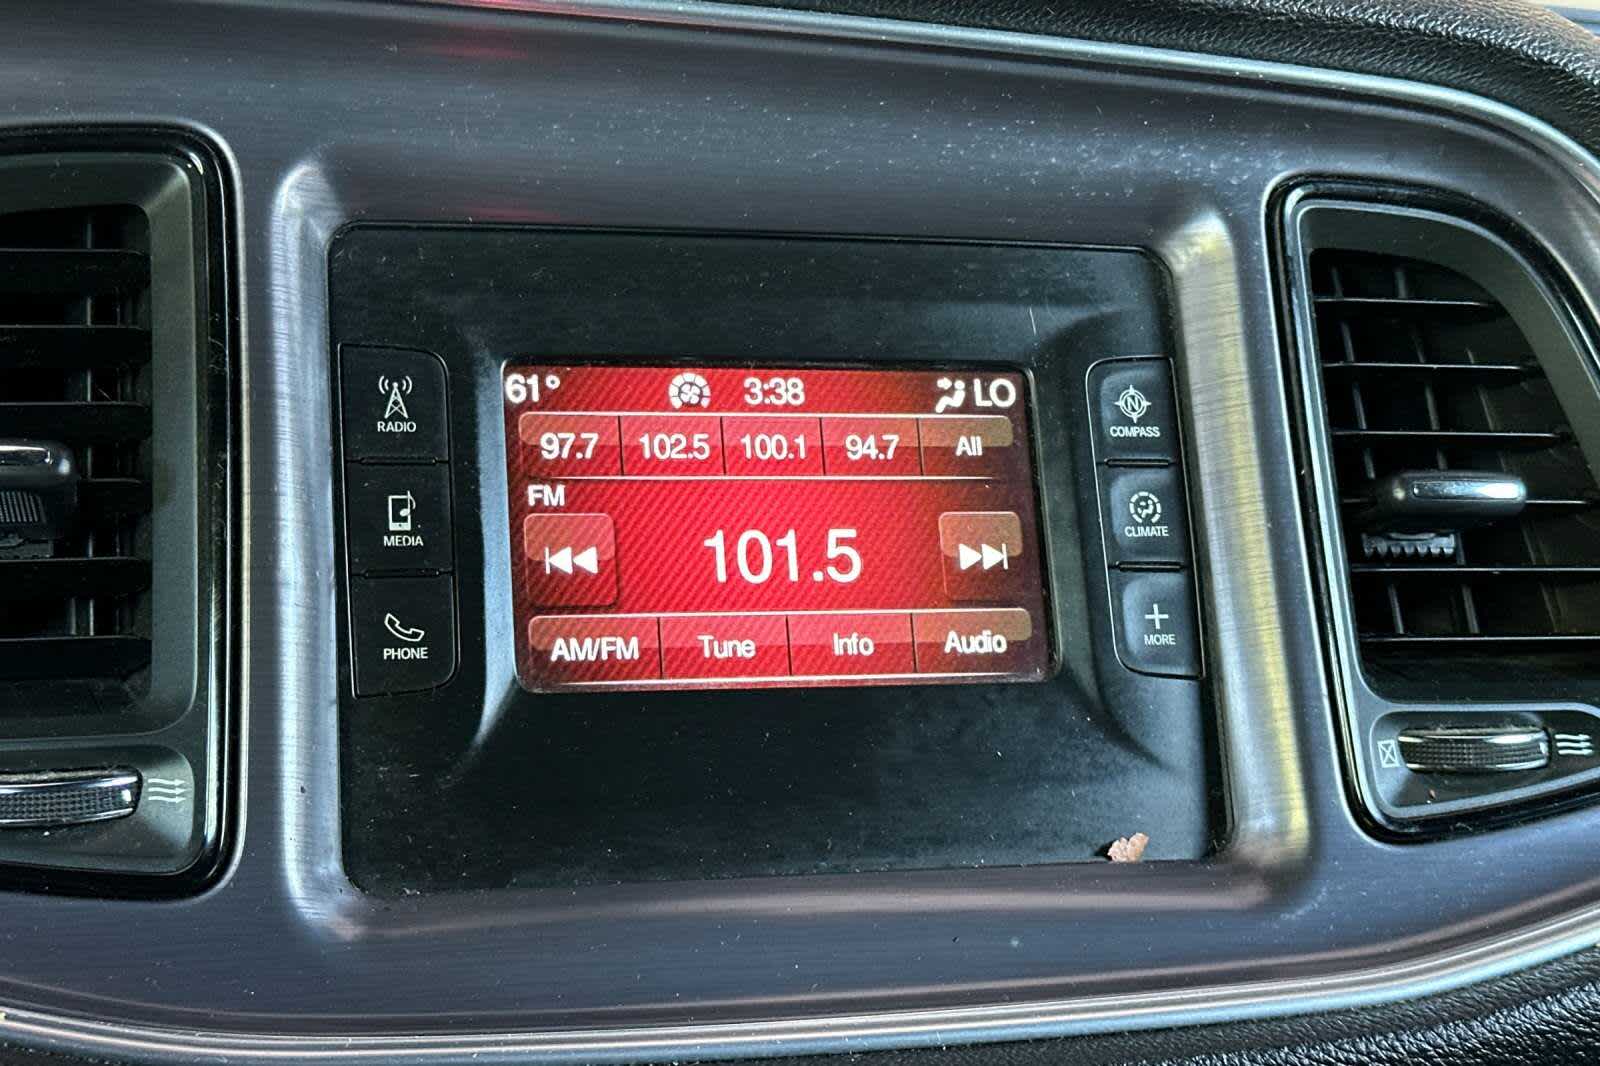 61° 3:38 LO
97.7 102.5 100.1 94.7 All
FM
101.5
AM/FM Tune Info Audio
RADIO
MEDIA
PHONE
N
COMPASS
CLIMATE
MORE